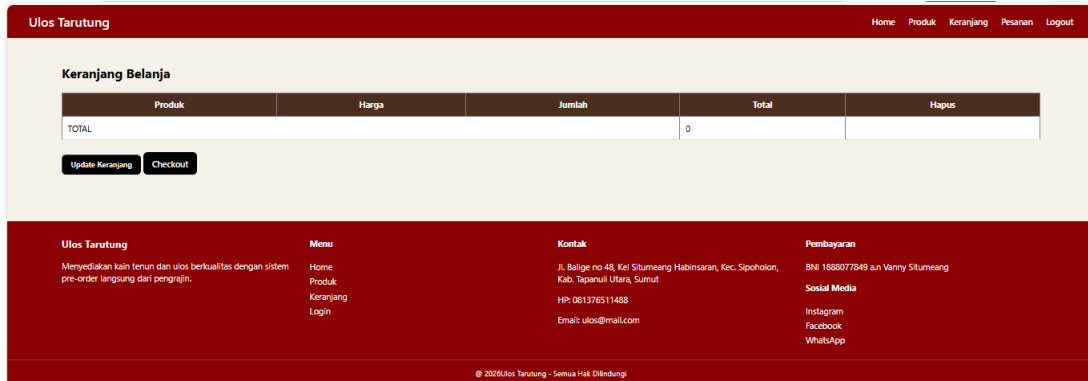 Ulos Tarutung
Home Produk Keranjang Pesanan Logout
Keranjang Belanja
Produk Harga Jumlah Total Hapus
TOTAL 0
Update Keranjang Checkout
Ulos Tarutung
Menyediakan kain tenun dan ulos berkualitas dengan sistem
pre-order langsung dari pengrajin.
Menu
Home
Produk
Keranjang
Login
Kontak
Jl. Balige no 48, Kel Situmeang Habinsaran, Kec. Sipoholon,
Kab. Tapanuli Utara, Sumut
HP: 081376511488
Email: ulos@mail.com
Pembayaran
BNI 1888077849 a.n Vanny Situmeang
Sosial Media
Instagram
Facebook
WhatsApp
@ 2026Ulos Tarutung - Semua Hak Dilindungi